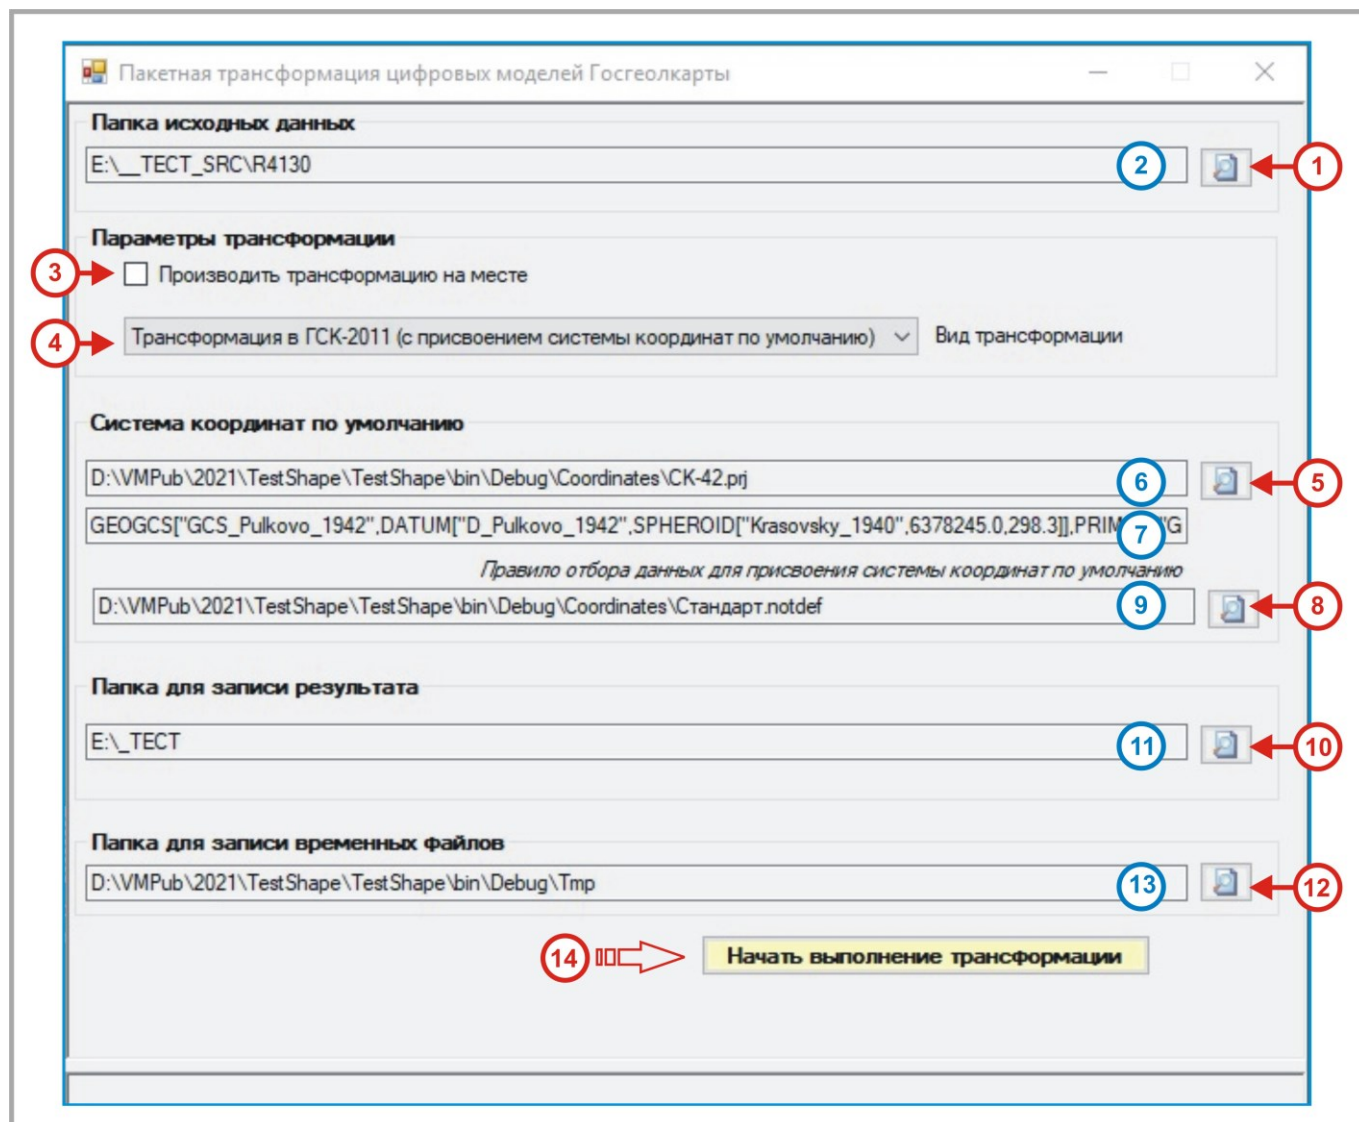 Пакетная трансформация цифровых моделей Госгеолкарты
Папка исходных данных
E:\__ТЕСТ_SRC\R4130 2 1
Параметры трансформации
3 Производить трансформацию на месте
4 Трансформация в ГСК-2011 (с присвоением системы координат по умолчанию) Вид трансформации
Система координат по умолчанию
D:\VMPub\2021\TestShape\TestShape\bin\Debug\Coordinates\СК-42.prj 6 5
GEOGCS["GCS_Pulkovo_1942",DATUM["D_Pulkovo_1942",SPHEROID["Krasovsky_1940",6378245.0,298.3]],PRIM 7 "G
Правило отбора данных для присвоения системы координат по умолчанию
D:\VMPub\2021\TestShape\TestShape\bin\Debug\Coordinates\Стандарт.notdef 9 8
Папка для записи результата
E:\_ТЕСТ 11 10
Папка для записи временных файлов
D:\VMPub\2021\TestShape\TestShape\bin\Debug\Tmp 13 12
14 Начать выполнение трансформации